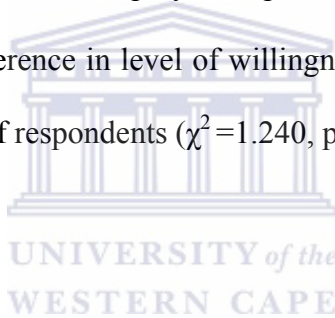 erence in level of willingn
f respondents (χ² =1.240, p
UNIVERSITY of the
WESTERN CAPE